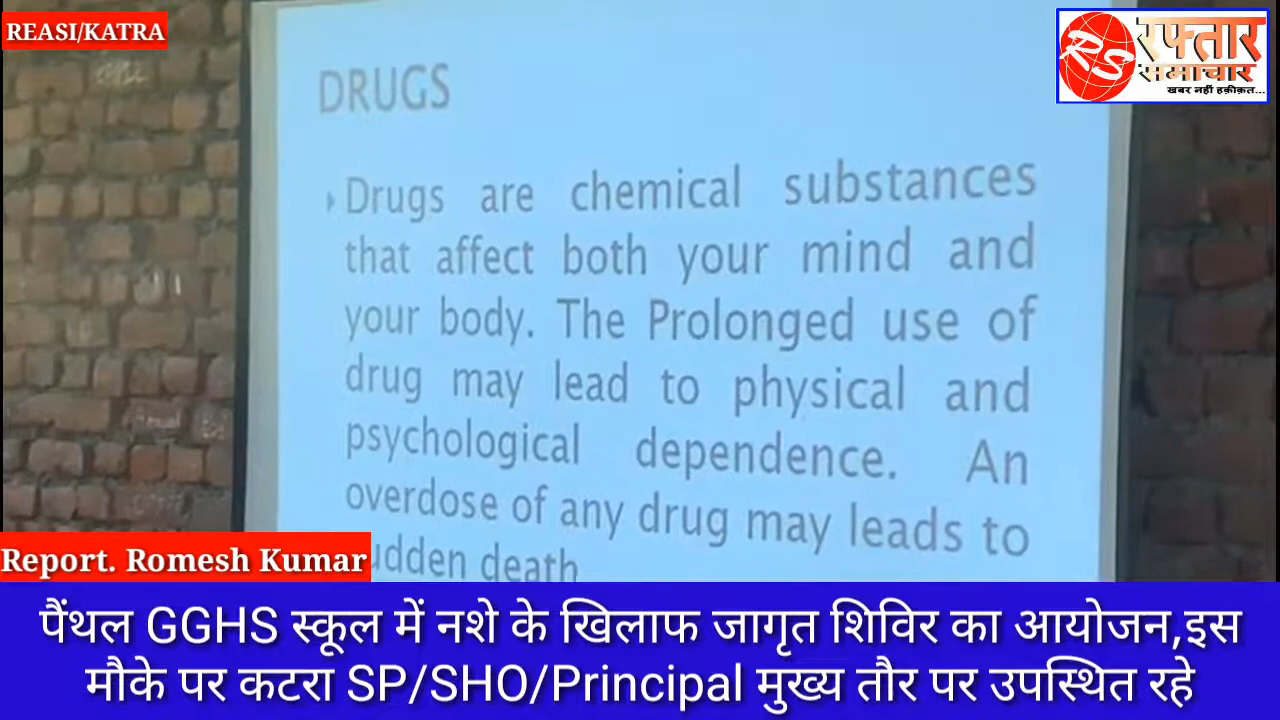 REASI/KATRA
RS
रफ्तार
समाचार
खबर नहीं हक़ीक़त...
DRUGS
Drugs are chemical substances
that affect both your mind and
your body. The Prolonged use of
drug may lead to physical and
psychological dependence. An
overdose of any drug may leads to
udden death
Report. Romesh Kumar
पैंथल GGHS स्कूल में नशे के खिलाफ जागृत शिविर का आयोजन,इस
मौके पर कटरा SP/SHO/Principal मुख्य तौर पर उपस्थित रहे